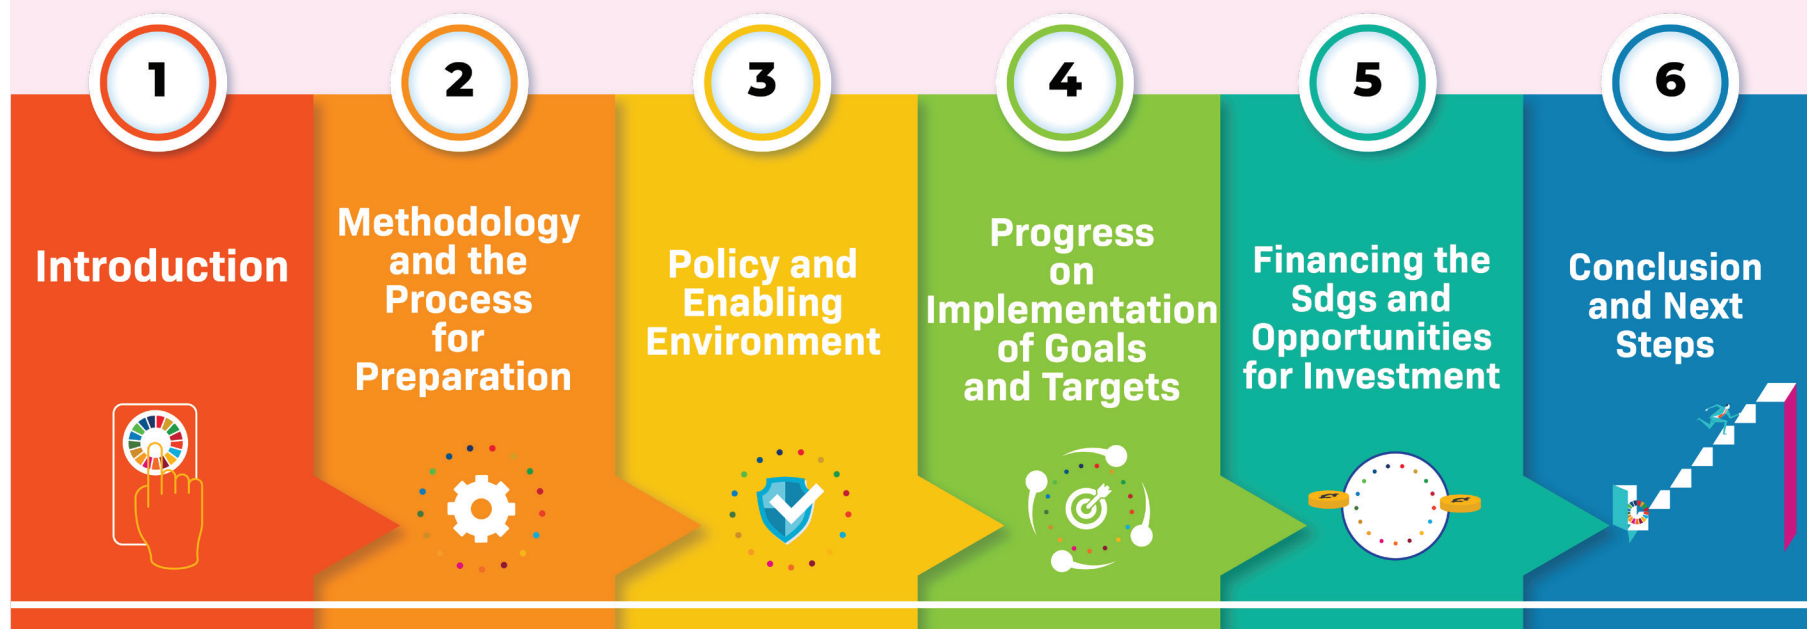 1
Introduction
2
Methodology
and the
Process
for
Preparation
3
Policy and
Enabling
Environment
4
Progress
on
Implementation
of Goals
and Targets
5
Financing the
Sdgs and
Opportunities
for Investment
6
Conclusion
and Next
Steps